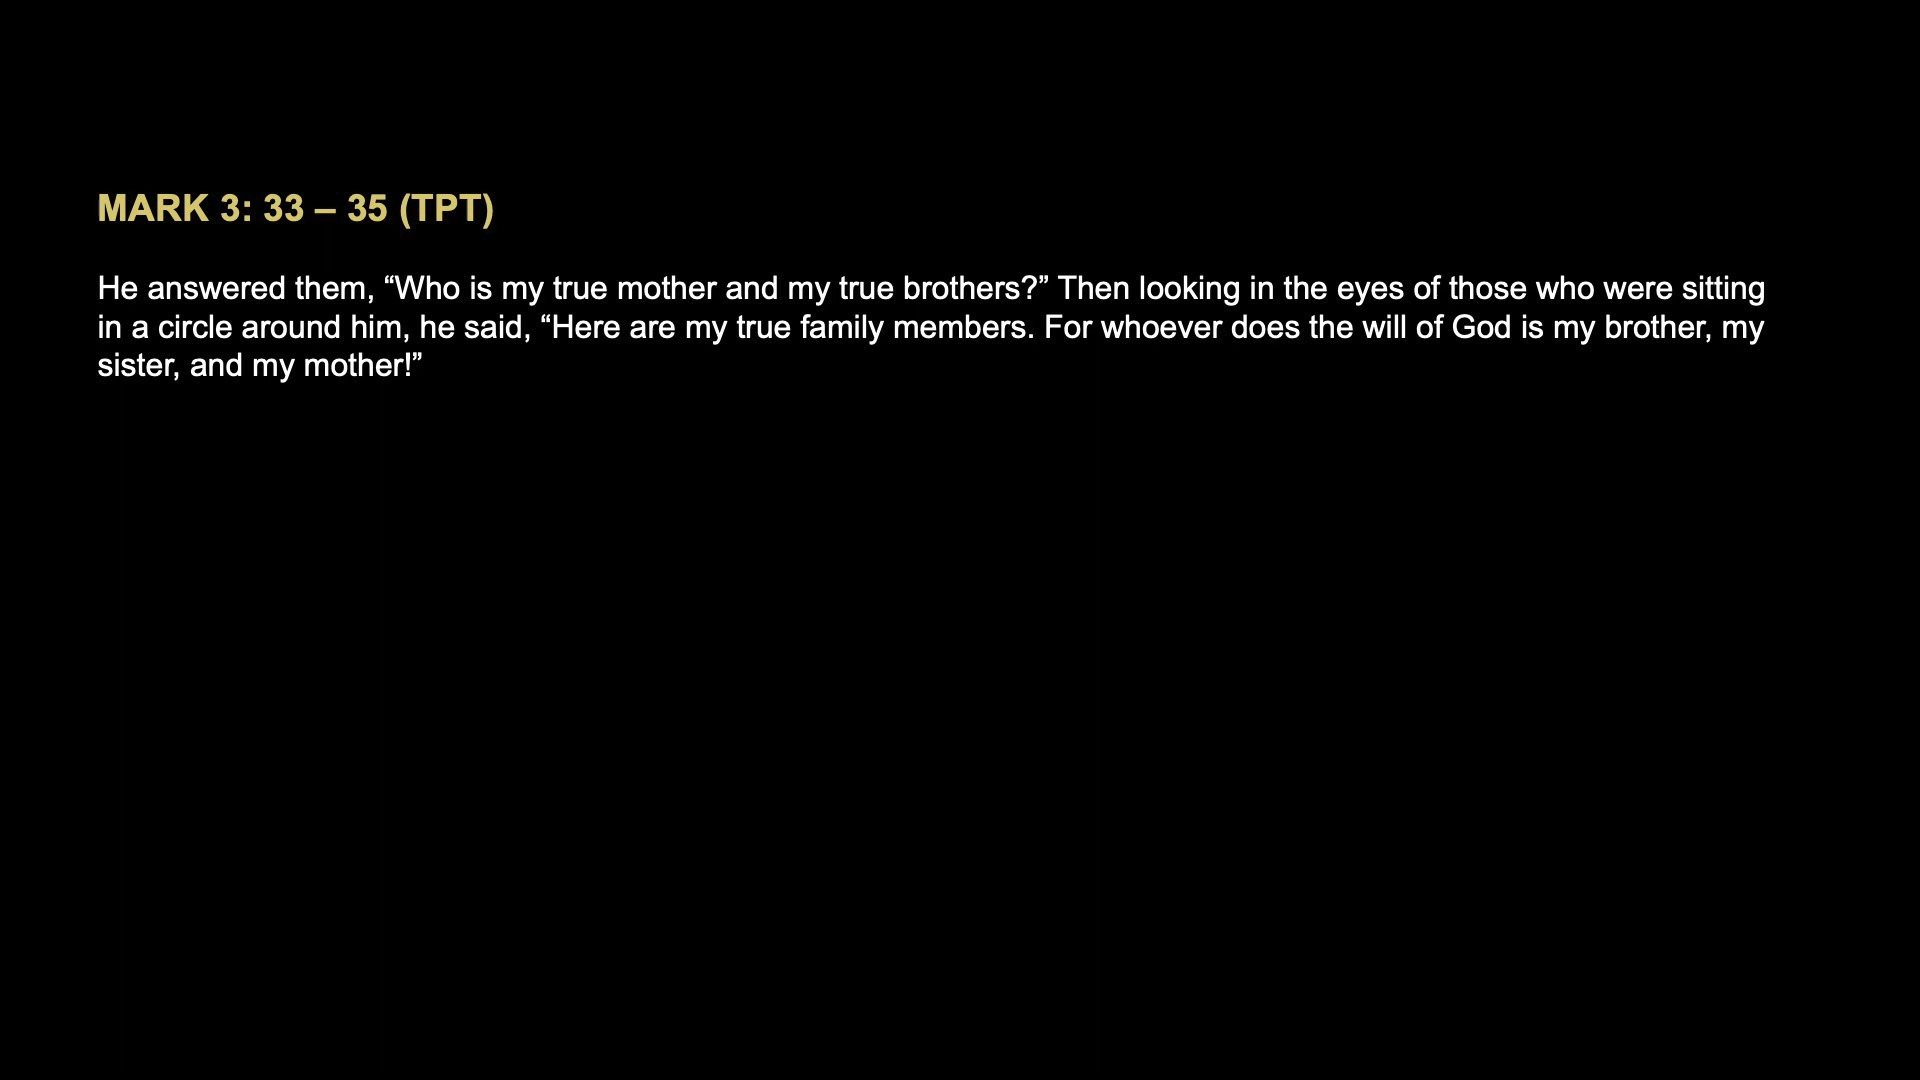 MARK 3: 33 – 35 (TPT)
He answered them, “Who is my true mother and my true brothers?” Then looking in the eyes of those who were sitting
in a circle around him, he said, “Here are my true family members. For whoever does the will of God is my brother, my
sister, and my mother!”